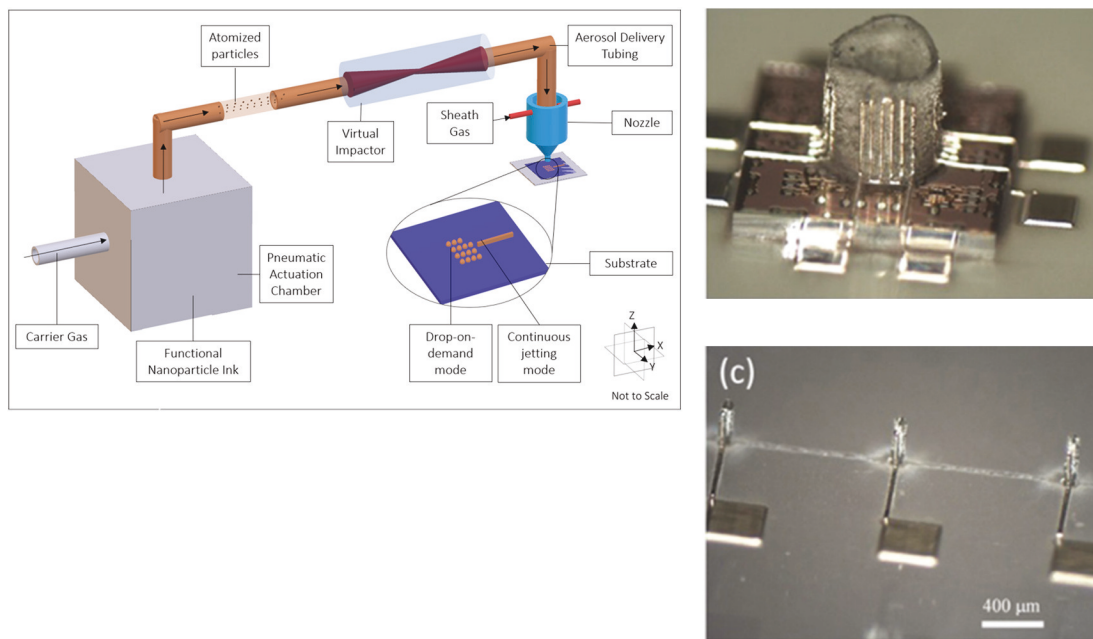 Atomized
particles
Aerosol Delivery
Tubing
Sheath
Gas
Nozzle
Virtual
Impactor
Pneumatic
Actuation
Chamber
Substrate
Carrier Gas
Functional
Nanoparticle Ink
Drop-on-
demand
mode
Continuous
jetting
mode
Z
X
Y
Not to Scale
(c)
400 µm